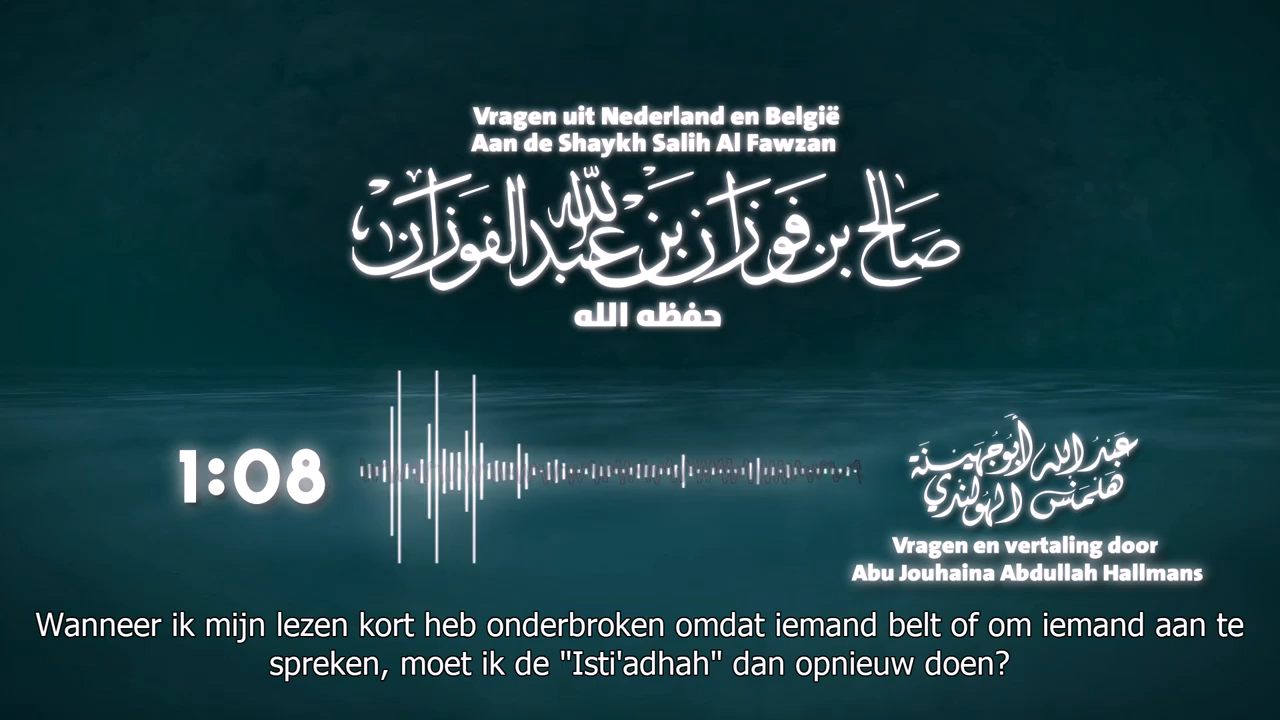 Vragen uit Nederland en België
Aan de Shaykh Salih Al Fawzan
صالح بن فوزان بن عبدالله الفوزان
حفظه الله
1:08
عبد الله أبو جهينة
هلمنس الهولندي
Vragen en vertaling door
Abu Jouhaina Abdullah Hallmans
Wanneer ik mijn lezen kort heb onderbroken omdat iemand belt of om iemand aan te
spreken, moet ik de "Isti'adhah" dan opnieuw doen?